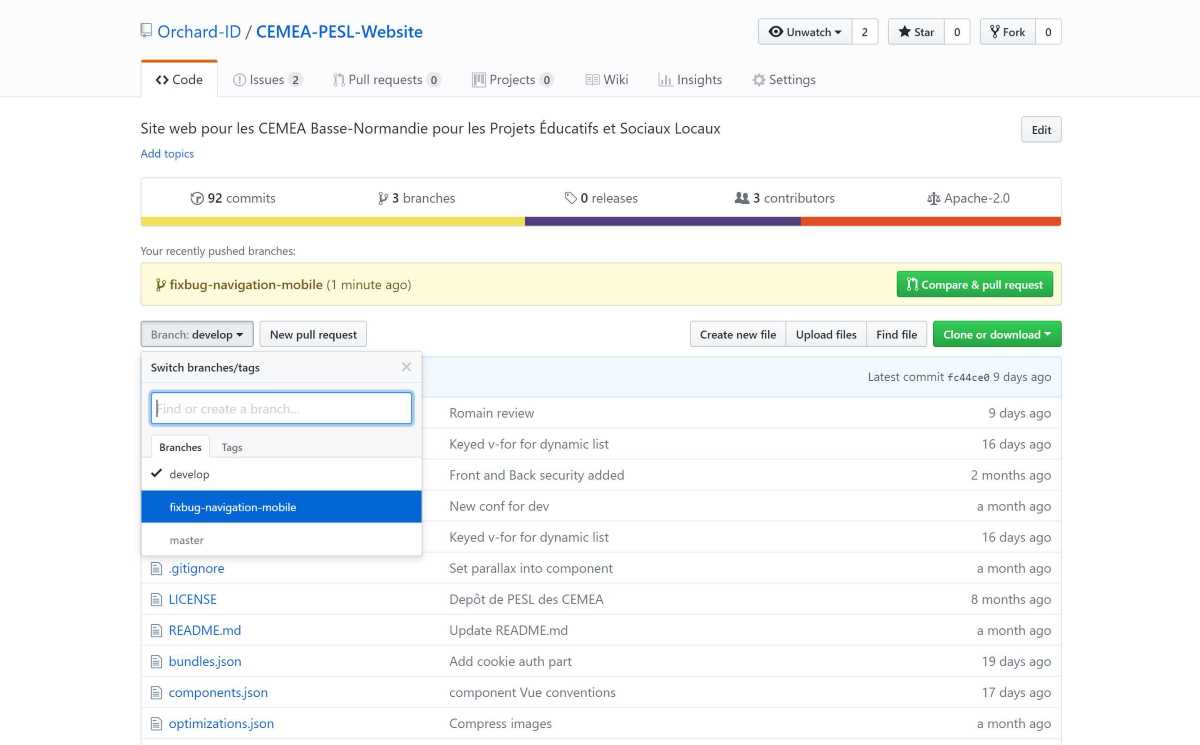 Orchard-ID / CEMEA-PESL-Website
Unwatch 2 Star 0 Fork 0
Code Issues 2 Pull requests 0 Projects 0 Wiki Insights Settings
Site web pour les CEMEA Basse-Normandie pour les Projets Éducatifs et Sociaux Locaux
Edit
Add topics
92 commits 3 branches 0 releases 3 contributors Apache-2.0
Your recently pushed branches:
fixbug-navigation-mobile (1 minute ago) Compare & pull request
Branch: develop New pull request Create new file Upload files Find file Clone or download
Switch branches/tags
Latest commit fc44ce0 9 days ago
Find or create a branch...
Romain review 9 days ago
Branches Tags
Keyed v-for for dynamic list 16 days ago
develop
Front and Back security added 2 months ago
fixbug-navigation-mobile
New conf for dev a month ago
master
Keyed v-for for dynamic list 16 days ago
.gitignore Set parallax into component a month ago
LICENSE Depôt de PESL des CEMEA 8 months ago
README.md Update README.md a month ago
bundles.json Add cookie auth part 19 days ago
components.json component Vue conventions 17 days ago
optimizations.json Compress images a month ago